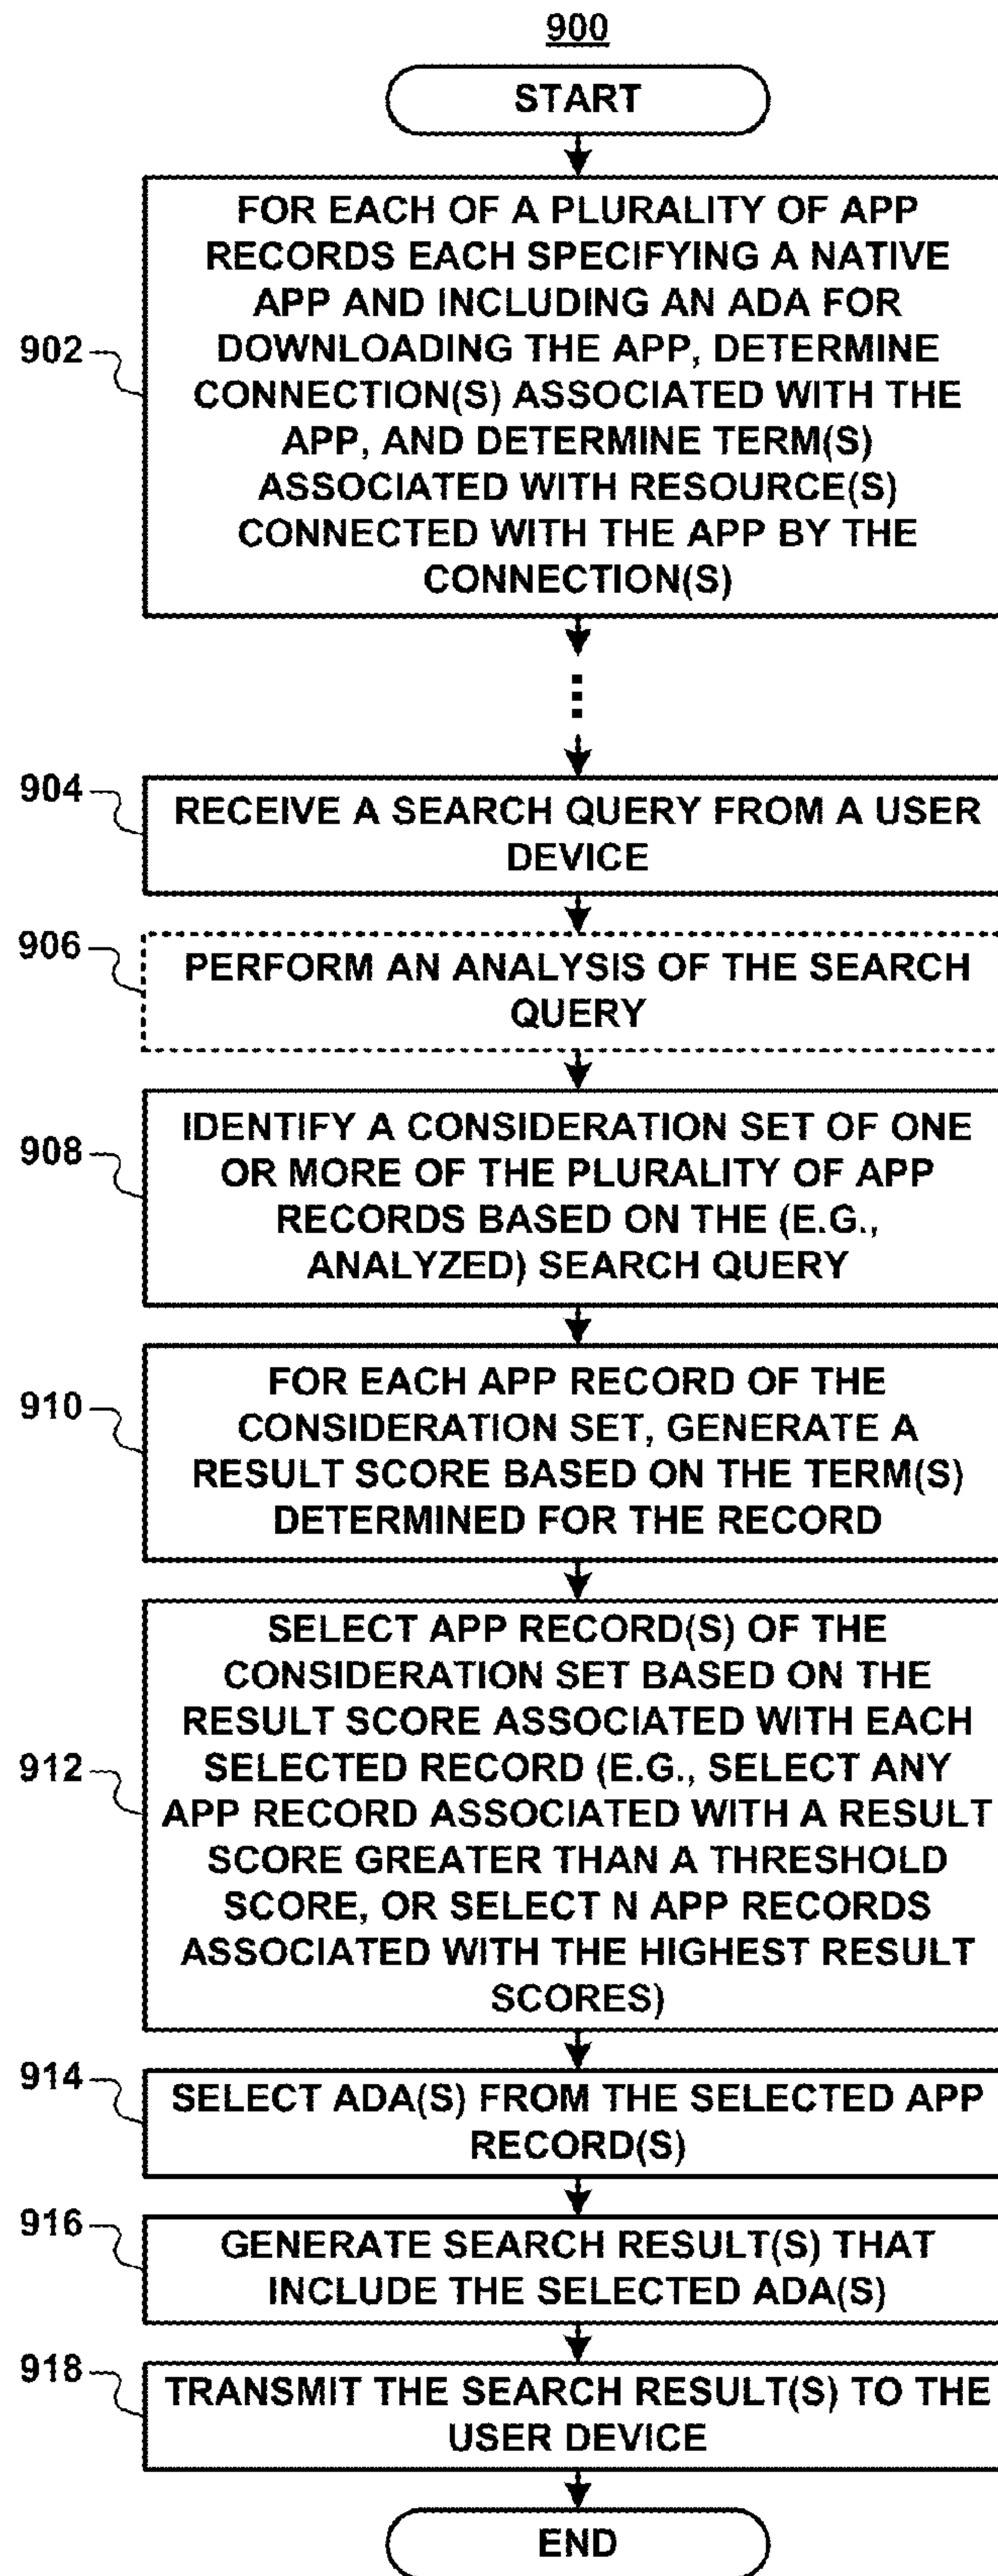 900
START
902
FOR EACH OF A PLURALITY OF APP
RECORDS EACH SPECIFYING A NATIVE
APP AND INCLUDING AN ADA FOR
DOWNLOADING THE APP, DETERMINE
CONNECTION(S) ASSOCIATED WITH THE
APP, AND DETERMINE TERM(S)
ASSOCIATED WITH RESOURCE(S)
CONNECTED WITH THE APP BY THE
CONNECTION(S)
904
RECEIVE A SEARCH QUERY FROM A USER
DEVICE
906
PERFORM AN ANALYSIS OF THE SEARCH
QUERY
908
IDENTIFY A CONSIDERATION SET OF ONE
OR MORE OF THE PLURALITY OF APP
RECORDS BASED ON THE (E.G.,
ANALYZED) SEARCH QUERY
910
FOR EACH APP RECORD OF THE
CONSIDERATION SET, GENERATE A
RESULT SCORE BASED ON THE TERM(S)
DETERMINED FOR THE RECORD
912
SELECT APP RECORD(S) OF THE
CONSIDERATION SET BASED ON THE
RESULT SCORE ASSOCIATED WITH EACH
SELECTED RECORD (E.G., SELECT ANY
APP RECORD ASSOCIATED WITH A RESULT
SCORE GREATER THAN A THRESHOLD
SCORE, OR SELECT N APP RECORDS
ASSOCIATED WITH THE HIGHEST RESULT
SCORES)
914
SELECT ADA(S) FROM THE SELECTED APP
RECORD(S)
916
GENERATE SEARCH RESULT(S) THAT
INCLUDE THE SELECTED ADA(S)
918
TRANSMIT THE SEARCH RESULT(S) TO THE
USER DEVICE
END